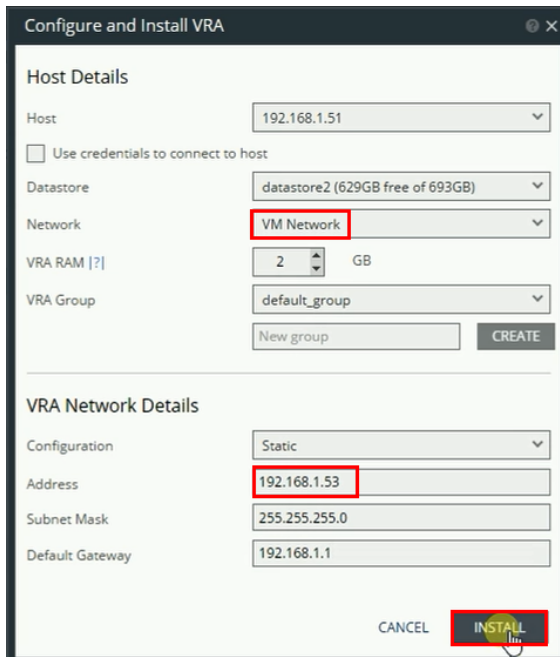 Configure and Install VRA
Host Details
Host 192.168.1.51
Use credentials to connect to host
Datastore datastore2 (629GB free of 693GB)
Network VM Network
VRA RAM [?] 2 GB
VRA Group default_group
New group CREATE
VRA Network Details
Configuration Static
Address 192.168.1.53
Subnet Mask 255.255.255.0
Default Gateway 192.168.1.1
CANCEL INSTALL